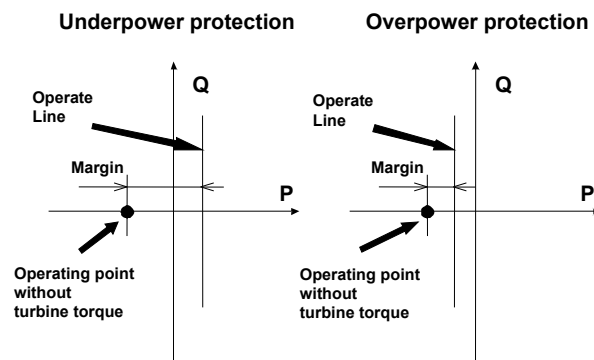 Underpower protection
Q
Operate
Line
Margin
P
Operating point
without
turbine torque
Overpower protection
Q
Operate
Line
Margin
P
Operating point
without
turbine torque